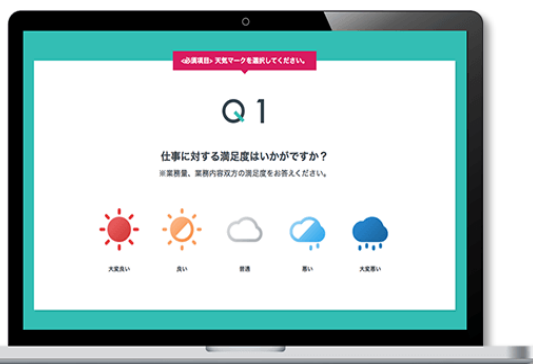 <必須項目> 天気マークを選択してください。
Q 1
仕事に対する満足度はいかがですか？
※業務量、業務内容双方の満足度をお答えください。
大変良い
良い
普通
悪い
大変悪い